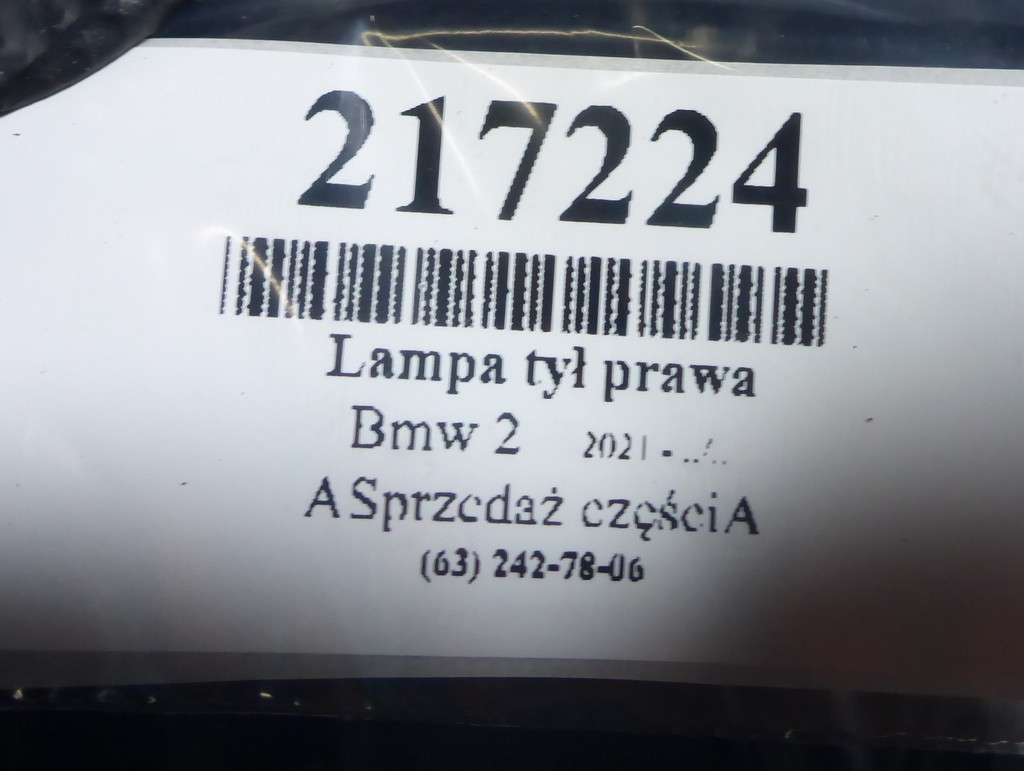 217224
Lampa tył prawa
Bmw 2 2021 - ../..
ASprzedaż częściA
(63) 242-78-06